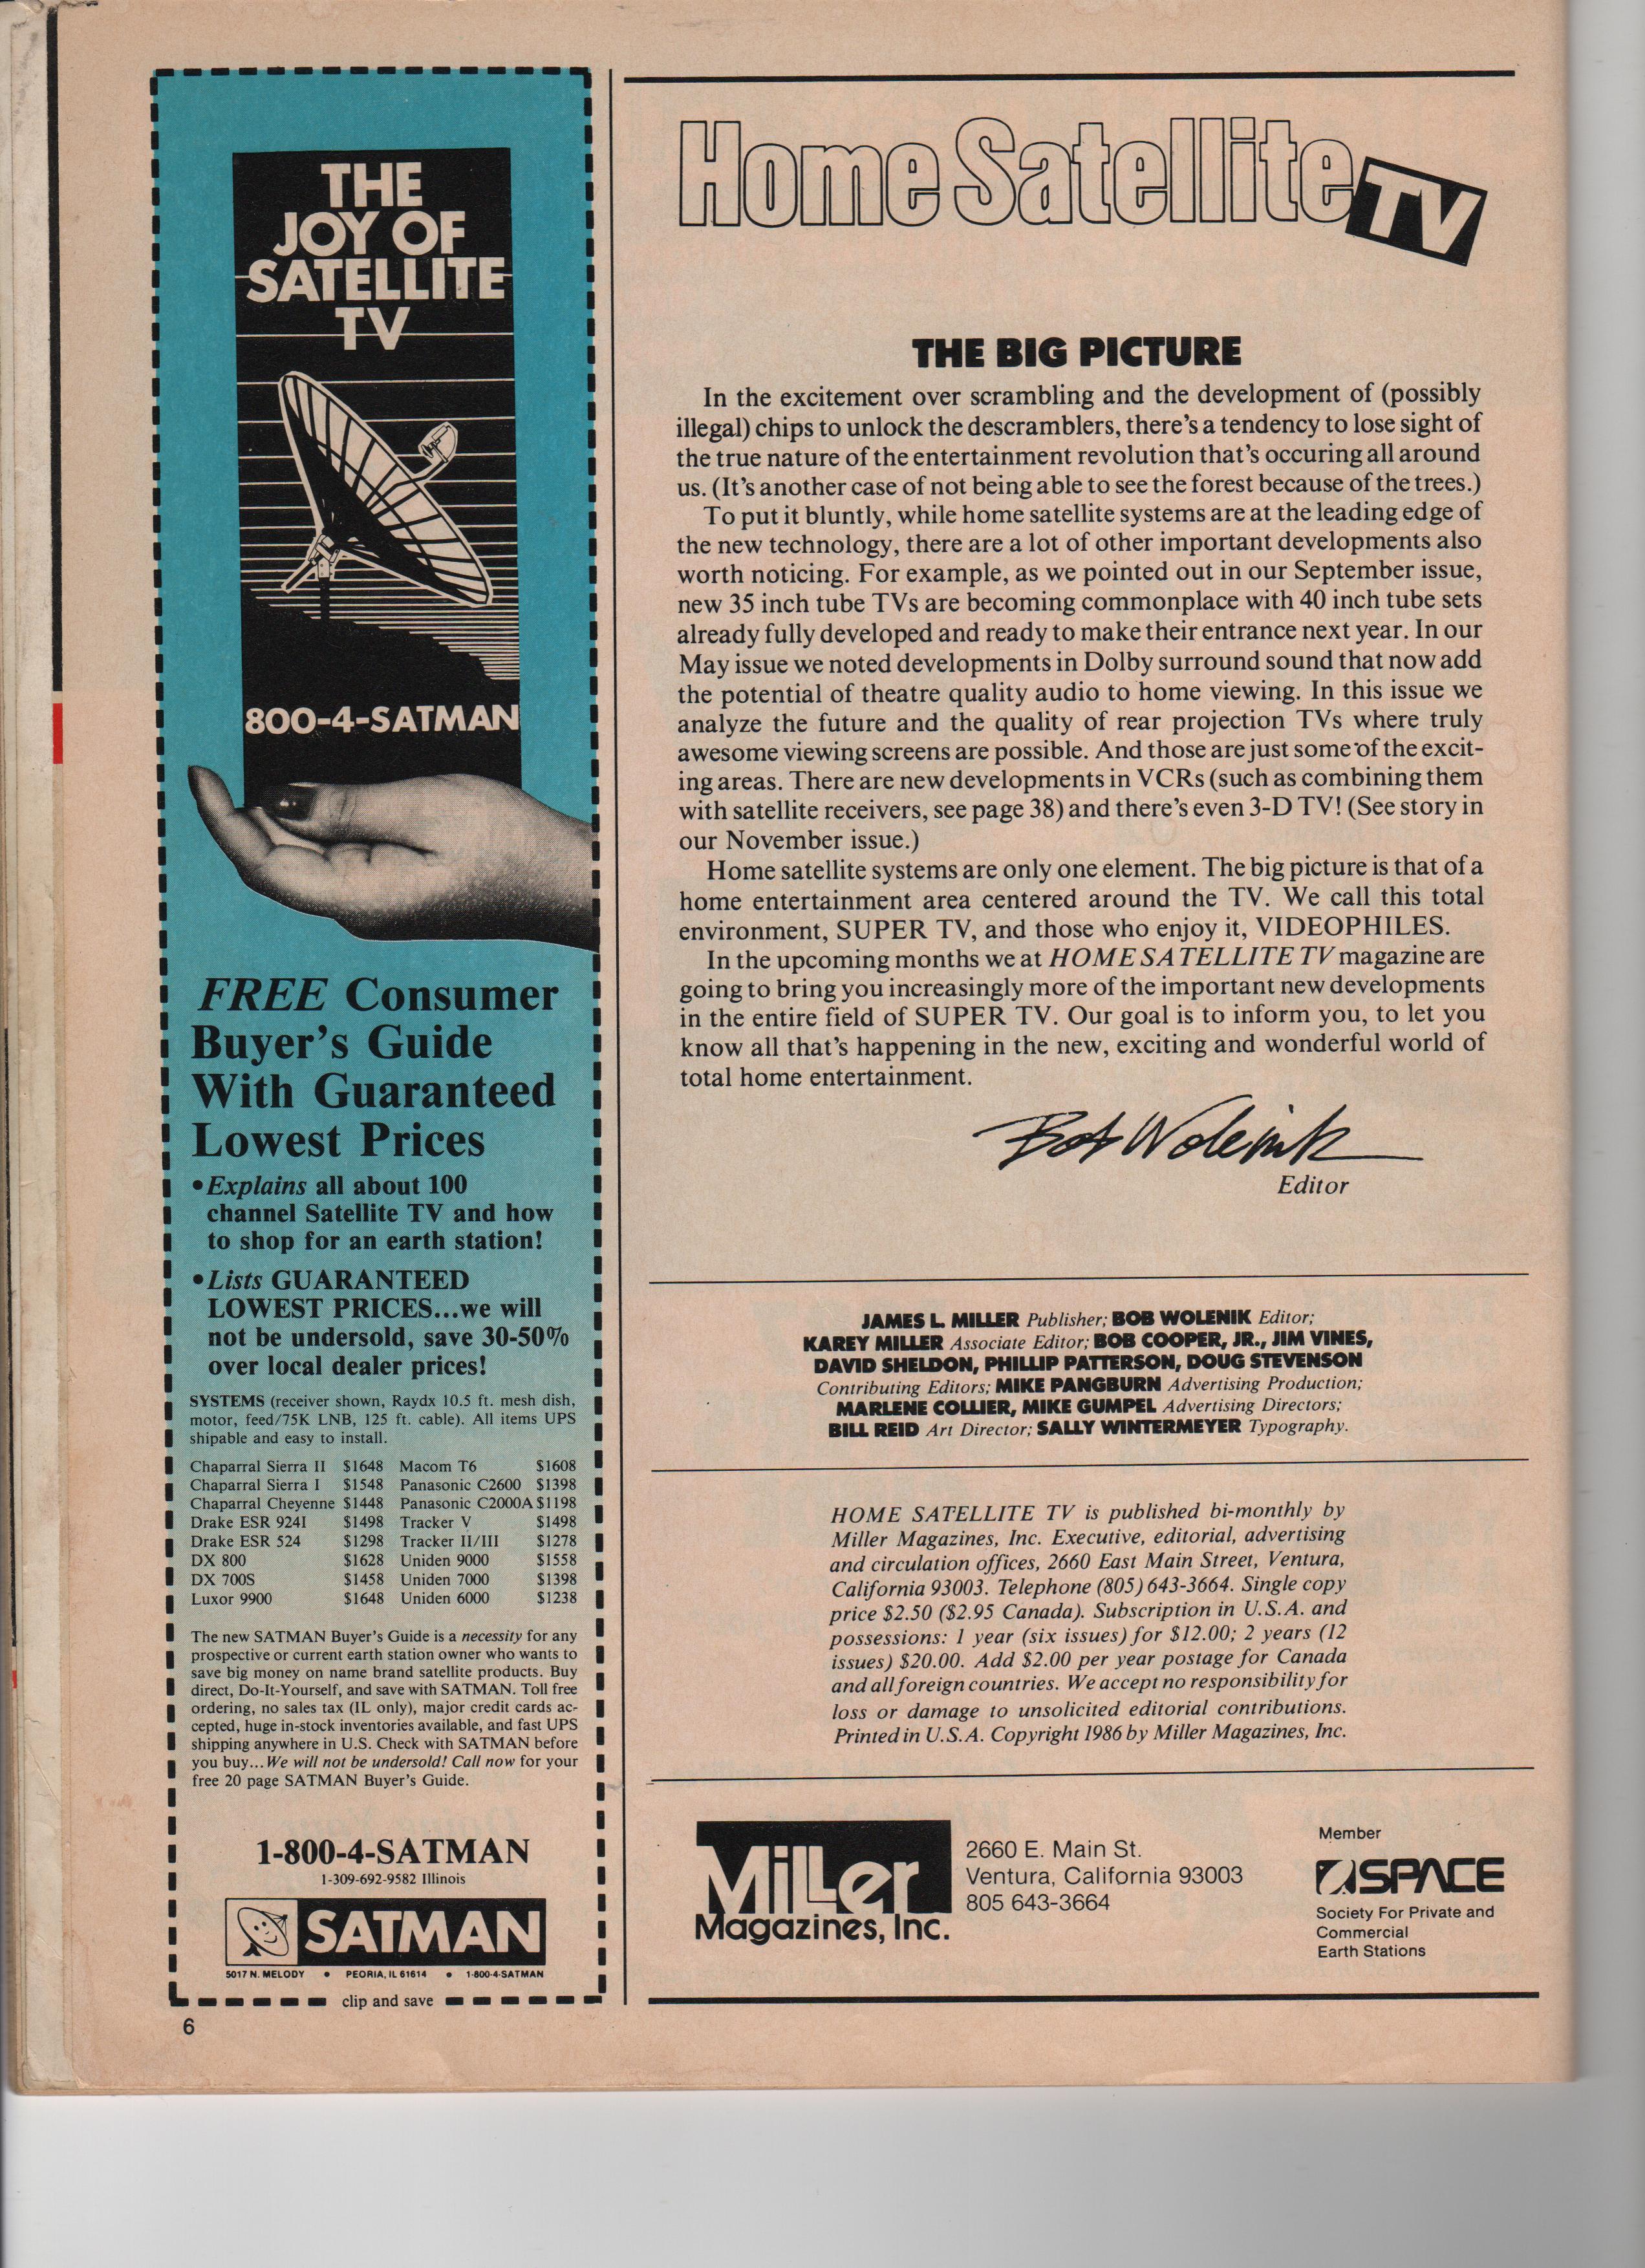 THE
JOY OF
SATELLITE
TV
800-4-SATMAN
FREE Consumer
Buyer's Guide
With Guaranteed
Lowest Prices
•Explains all about 100
channel Satellite TV and how
to shop for an earth station!
•Lists GUARANTEED
LOWEST PRICES...we will
not be undersold, save 30-50%
over local dealer prices!
SYSTEMS (receiver shown, Raydx 10.5 ft. mesh dish,
motor, feed/75K LNB, 125 ft. cable). All items UPS
shipable and easy to install.
Chaparral Sierra II $1648 Macom T6 $1608
Chaparral Sierra I $1548 Panasonic C2600 $1398
Chaparral Cheyenne $1448 Panasonic C2000A $1198
Drake ESR 924I $1498 Tracker V $1498
Drake ESR 524 $1298 Tracker II/III $1278
DX 800 $1628 Uniden 9000 $1558
DX 700S $1458 Uniden 7000 $1398
Luxor 9900 $1648 Uniden 6000 $1238
The new SATMAN Buyer's Guide is a necessity for any
prospective or current earth station owner who wants to
save big money on name brand satellite products. Buy
direct, Do-It-Yourself, and save with SATMAN. Toll free
ordering, no sales tax (IL only), major credit cards ac-
cepted, huge in-stock inventories available, and fast UPS
shipping anywhere in U.S. Check with SATMAN before
you buy...We will not be undersold! Call now for your
free 20 page SATMAN Buyer's Guide.
1-800-4-SATMAN
1-309-692-9582 Illinois
SATMAN
5017 N. MELODY • PEORIA, IL 61614 • 1-800-4-SATMAN
clip and save
6
Home Satellite TV
THE BIG PICTURE
In the excitement over scrambling and the development of (possibly
illegal) chips to unlock the descramblers, there's a tendency to lose sight of
the true nature of the entertainment revolution that's occuring all around
us. (It's another case of not being able to see the forest because of the trees.)
To put it bluntly, while home satellite systems are at the leading edge of
the new technology, there are a lot of other important developments also
worth noticing. For example, as we pointed out in our September issue,
new 35 inch tube TVs are becoming commonplace with 40 inch tube sets
already fully developed and ready to make their entrance next year. In our
May issue we noted developments in Dolby surround sound that now add
the potential of theatre quality audio to home viewing. In this issue we
analyze the future and the quality of rear projection TVs where truly
awesome viewing screens are possible. And those are just some of the excit-
ing areas. There are new developments in VCRs (such as combining them
with satellite receivers, see page 38) and there's even 3-D TV! (See story in
our November issue.)
Home satellite systems are only one element. The big picture is that of a
home entertainment area centered around the TV. We call this total
environment, SUPER TV, and those who enjoy it, VIDEOPHILES.
In the upcoming months we at HOME SATELLITE TV magazine are
going to bring you increasingly more of the important new developments
in the entire field of SUPER TV. Our goal is to inform you, to let you
know all that's happening in the new, exciting and wonderful world of
total home entertainment.
Bob Wolenik
Editor
JAMES L. MILLER Publisher; BOB WOLENIK Editor;
KAREY MILLER Associate Editor; BOB COOPER, JR., JIM VINES,
DAVID SHELDON, PHILLIP PATTERSON, DOUG STEVENSON
Contributing Editors; MIKE PANGBURN Advertising Production;
MARLENE COLLIER, MIKE GUMPEL Advertising Directors;
BILL REID Art Director; SALLY WINTERMEYER Typography.
HOME SATELLITE TV is published bi-monthly by
Miller Magazines, Inc. Executive, editorial, advertising
and circulation offices, 2660 East Main Street, Ventura,
California 93003. Telephone (805) 643-3664. Single copy
price $2.50 ($2.95 Canada). Subscription in U.S.A. and
possessions: 1 year (six issues) for $12.00; 2 years (12
issues) $20.00. Add $2.00 per year postage for Canada
and all foreign countries. We accept no responsibility for
loss or damage to unsolicited editorial contributions.
Printed in U.S.A. Copyright 1986 by Miller Magazines, Inc.
Miller
Magazines, Inc.
2660 E. Main St.
Ventura, California 93003
805 643-3664
Member
SPACE
Society For Private and
Commercial
Earth Stations